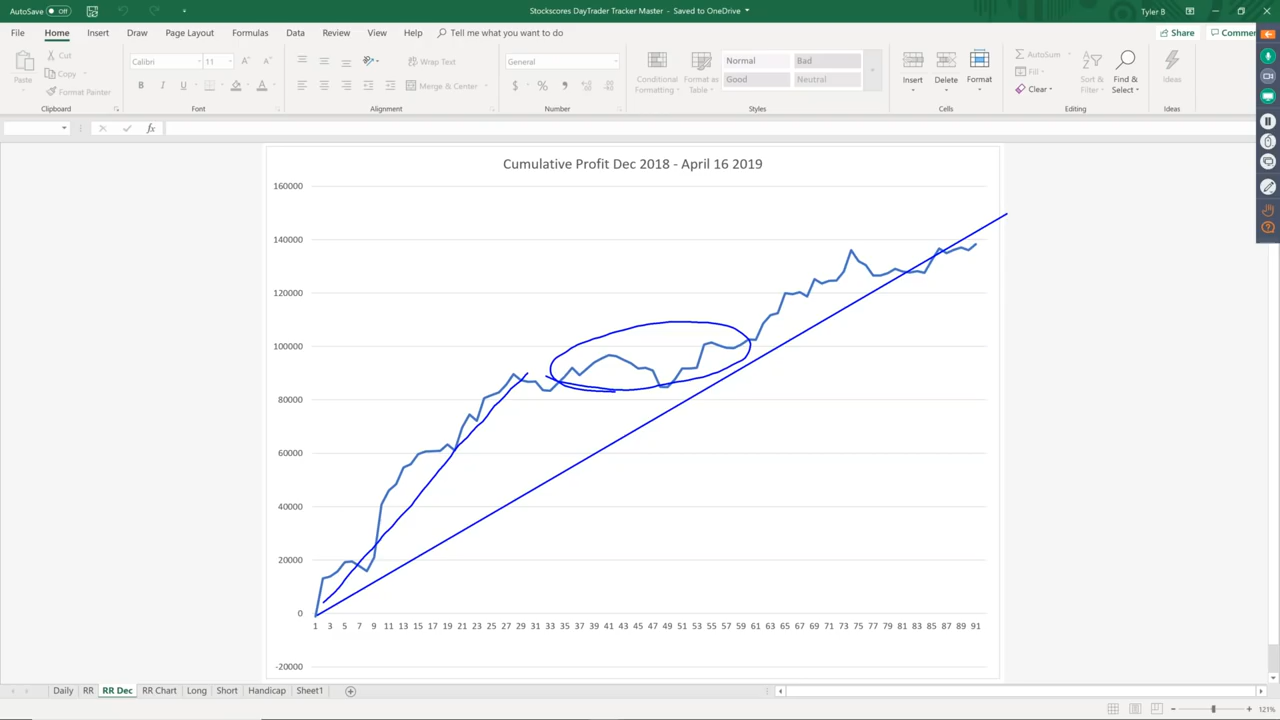 AutoSave Off Stockscores DayTrader Tracker Master - Saved to OneDrive Tyler B
File Home Insert Draw Page Layout Formulas Data Review View Help Tell me what you want to do Share Commen
Paste Cut Copy Format Painter Clipboard
Calibri 11 B I U A Font
Wrap Text Merge & Center Alignment
General $ % Number
Conditional Formatting Format as Table Normal Bad Good Neutral Styles
Insert Delete Format Cells
AutoSum Fill Clear Sort & Filter Find & Select Editing
Ideas Ideas
fx
Cumulative Profit Dec 2018 - April 16 2019
160000
140000
120000
100000
80000
60000
40000
20000
0
1 3 5 7 9 11 13 15 17 19 21 23 25 27 29 31 33 35 37 39 41 43 45 47 49 51 53 55 57 59 61 63 65 67 69 71 73 75 77 79 81 83 85 87 89 91
-20000
Daily RR RR Dec RR Chart Long Short Handicap Sheet1
121%